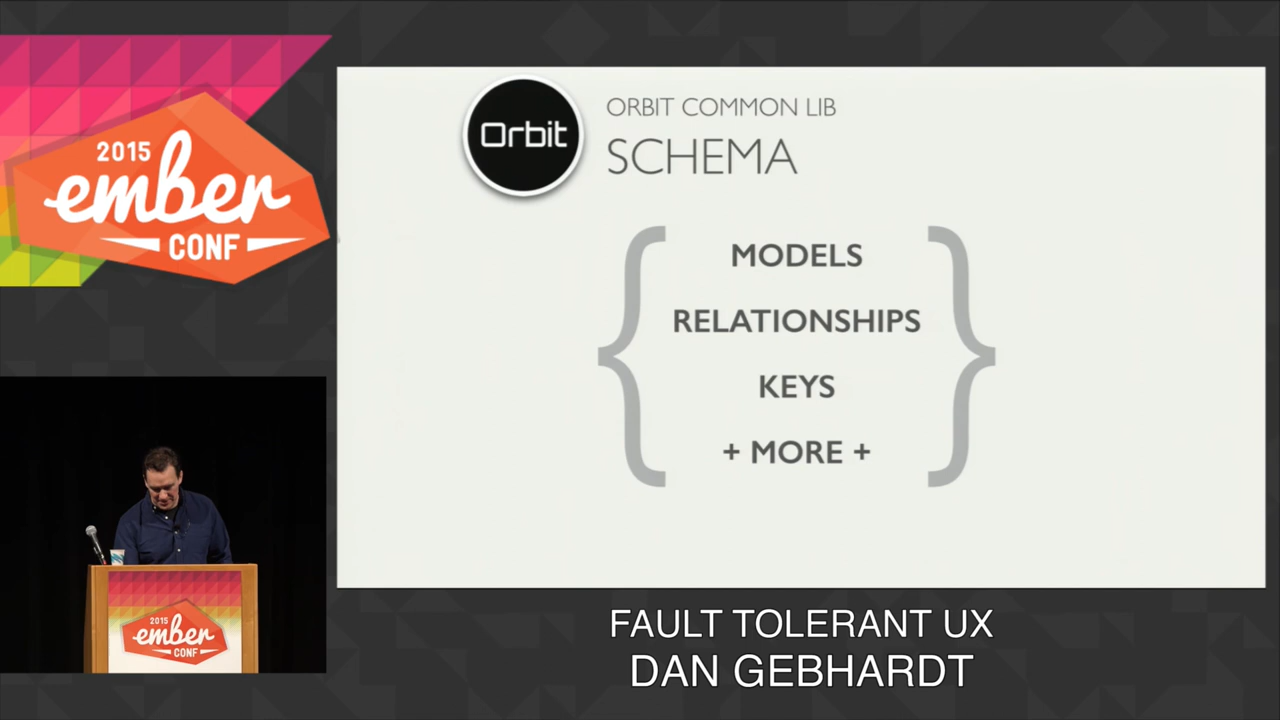 2015
ember
CONF
Orbit
ORBIT COMMON LIB
SCHEMA
MODELS
RELATIONSHIPS
KEYS
+ MORE +
2015
ember
CONF
FAULT TOLERANT UX
DAN GEBHARDT